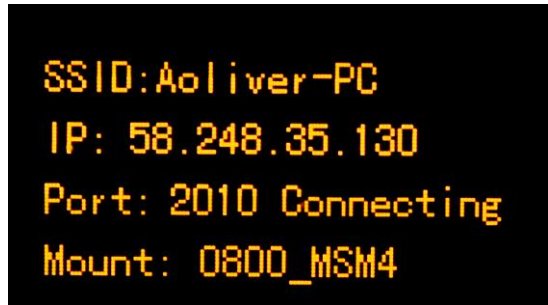 SSID:Aoliver-PC
IP: 58.248.35.130
Port: 2010 Connecting
Mount: 0800_MSM4